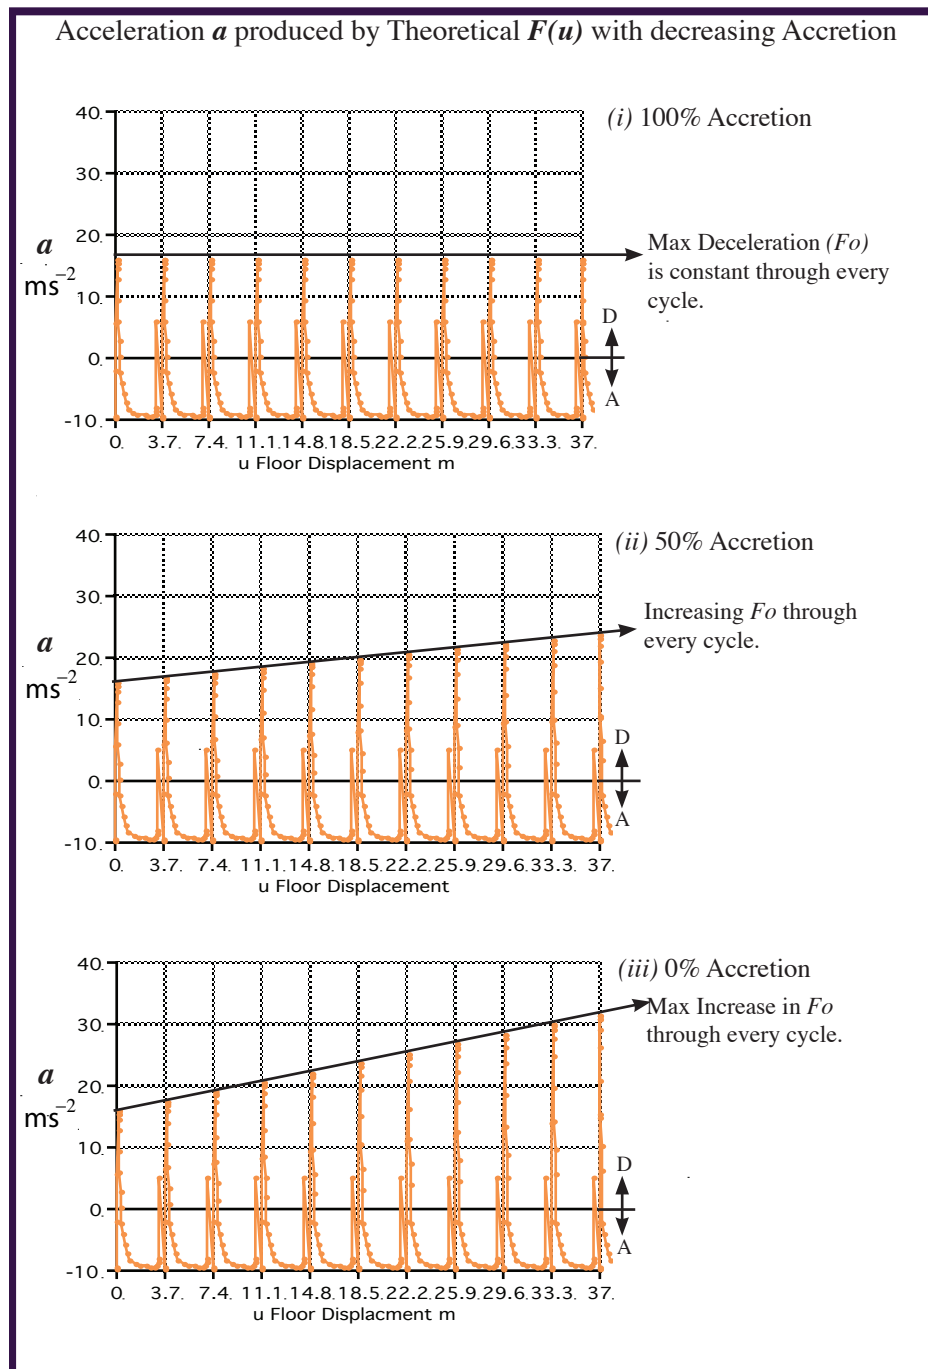 Acceleration a produced by Theoretical F(u) with decreasing Accretion
(i) 100% Accretion
40.
30.
20.
10.
0.
-10.
a
ms−2
Max Deceleration (Fo)
is constant through every
cycle.
D
A
0. 3.7. 7.4. 11.1. 14.8. 18.5. 22.2. 25.9. 29.6. 33.3. 37.
u Floor Displacement m
(ii) 50% Accretion
40.
30.
20.
10.
0.
-10.
a
ms−2
Increasing Fo through
every cycle.
D
A
0. 3.7. 7.4. 11.1. 14.8. 18.5. 22.2. 25.9. 29.6. 33.3. 37.
u Floor Displacement
(iii) 0% Accretion
40.
30.
20.
10.
0.
-10.
a
ms−2
Max Increase in Fo
through every cycle.
D
A
0. 3.7. 7.4. 11.1. 14.8. 18.5. 22.2. 25.9. 29.6. 33.3. 37.
u Floor Displacment m